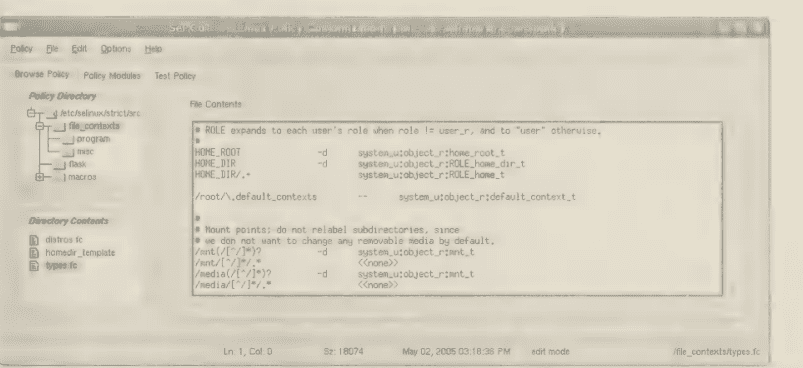 Policy File Edit Options Help
Browse Policy Policy Modules Test Policy
Policy Directory
/etc/selinux/strict/src
file_contexts
program
misc
flask
macros
Directory Contents
distros.fc
homedir_template
types.fc
File Contents
# ROLE expands to each user's role when role != user_r, and to "user" otherwise.
#
HOME_ROOT -d system_u:object_r:home_root_t
HOME_DIR -d system_u:object_r:ROLE_home_dir_t
HOME_DIR/.+ system_u:object_r:ROLE_home_t
/root/\.default_contexts -- system_u:object_r:default_context_t
#
# Mount points; do not relabel subdirectories, since
# we don not want to change any removable media by default.
/mnt(/[^/]*)? -d system_u:object_r:mnt_t
/mnt/[^/]*/.* <<none>>
/media(/[^/]*)? -d system_u:object_r:mnt_t
/media/[^/]*/.* <<none>>
Ln: 1, Col: 0 Sz: 18074 May 02, 2005 03:18:36 PM edit mode /file_contexts/types.fc